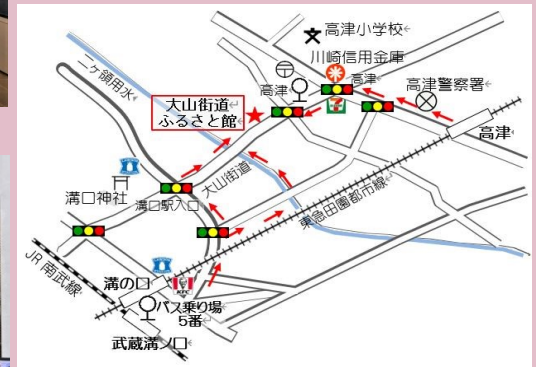 高津小学校
川崎信用金庫
高津
高津
高津警察署
二ヶ領用水
大山街道
ふるさと館
高津
大山街道
東急田園都市線
溝口神社
溝口駅入口
JR南武線
溝の口
KFC
バス乗り場
5番
武蔵溝ノ口